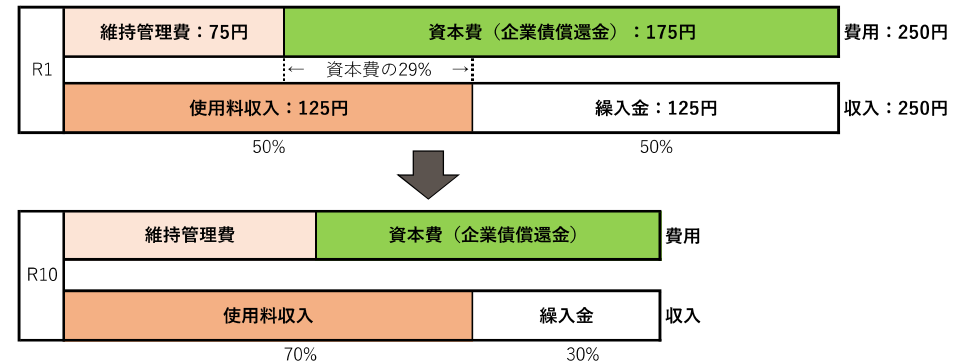 維持管理費：75円
資本費（企業債償還金）：175円
費用：250円
R1
← 資本費の29% →
使用料収入：125円
繰入金：125円
収入：250円
50%
50%
維持管理費
資本費（企業債償還金）
費用
R10
使用料収入
繰入金
収入
70%
30%